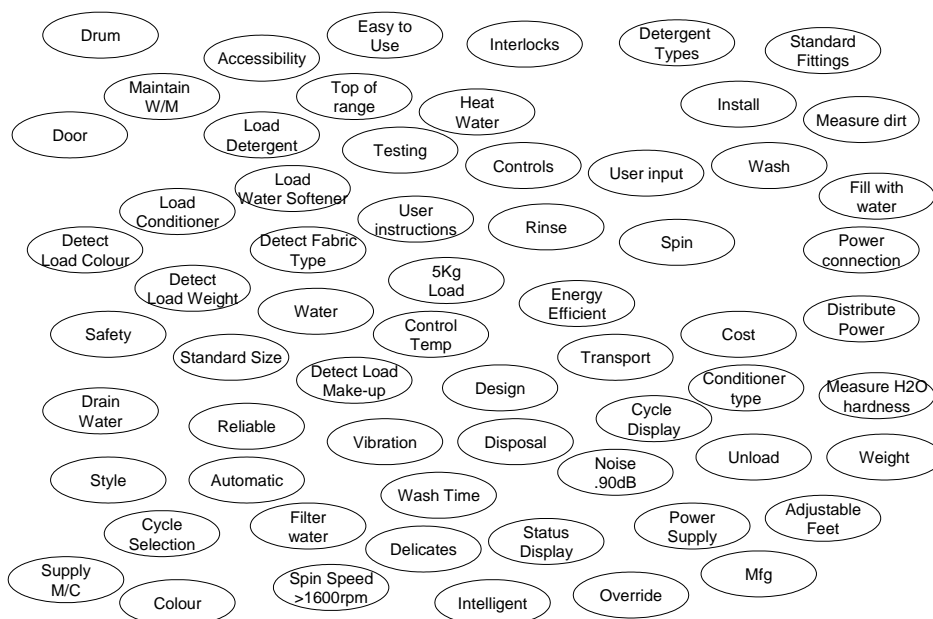 Drum
Accessibility
Easy to
Use
Interlocks
Detergent
Types
Standard
Fittings
Maintain
W/M
Top of
range
Heat
Water
Install
Measure dirt
Door
Load
Detergent
Testing
Controls
User input
Wash
Load
Conditioner
Load
Water Softener
User
instructions
Rinse
Spin
Fill with
water
Detect
Load Colour
Detect Fabric
Type
Power
connection
Detect
Load Weight
Water
5Kg
Load
Energy
Efficient
Distribute
Power
Safety
Standard Size
Control
Temp
Transport
Cost
Drain
Water
Reliable
Detect Load
Make-up
Design
Cycle
Display
Conditioner
type
Measure H2O
hardness
Vibration
Disposal
Noise
.90dB
Unload
Weight
Style
Automatic
Wash Time
Cycle
Selection
Filter
water
Delicates
Status
Display
Power
Supply
Adjustable
Feet
Supply
M/C
Colour
Spin Speed
>1600rpm
Intelligent
Override
Mfg